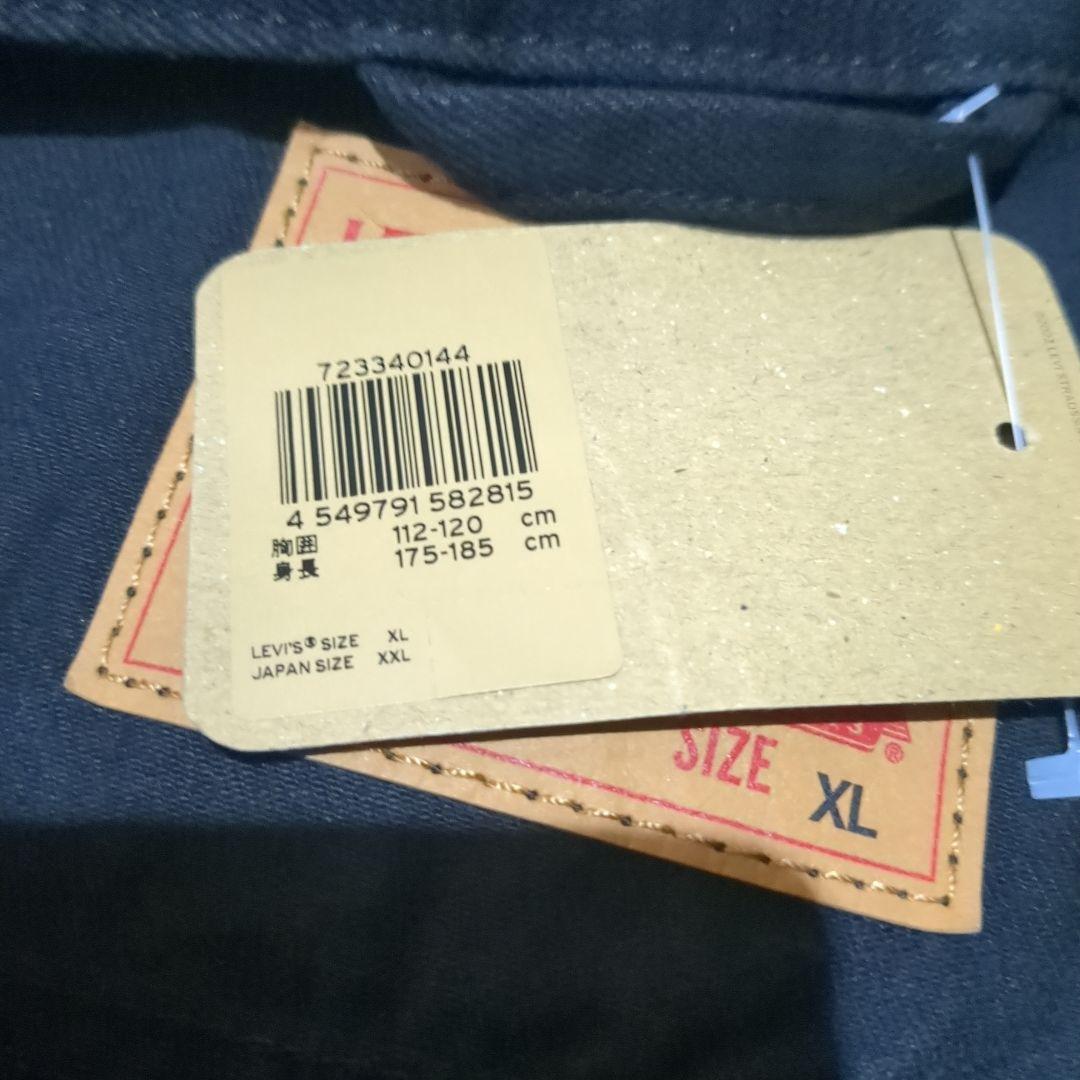 723340144
4 549791 582815
胸囲 112-120 cm
身長 175-185 cm
LEVI'S® SIZE XL
JAPAN SIZE XXL
SIZE XL
®